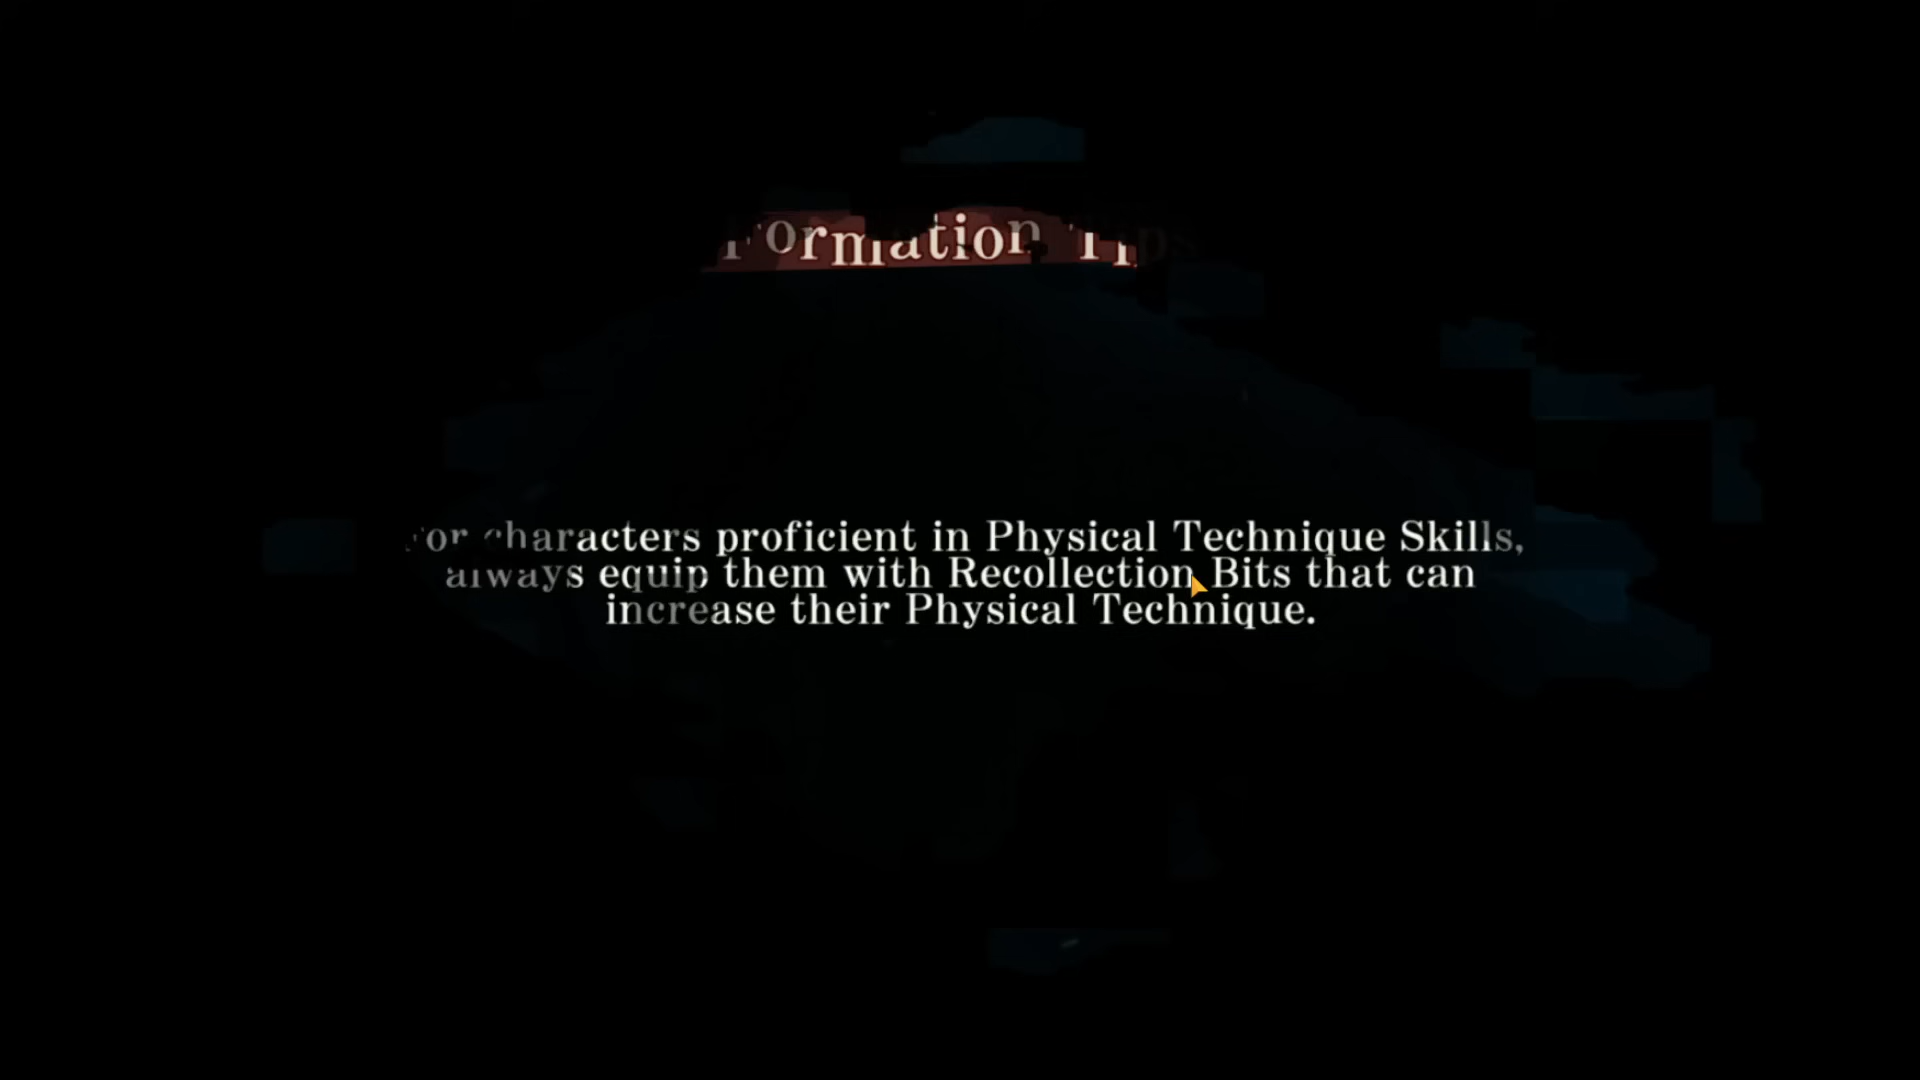 Formation Tips
For characters proficient in Physical Technique Skills,
always equip them with Recollection Bits that can
increase their Physical Technique.